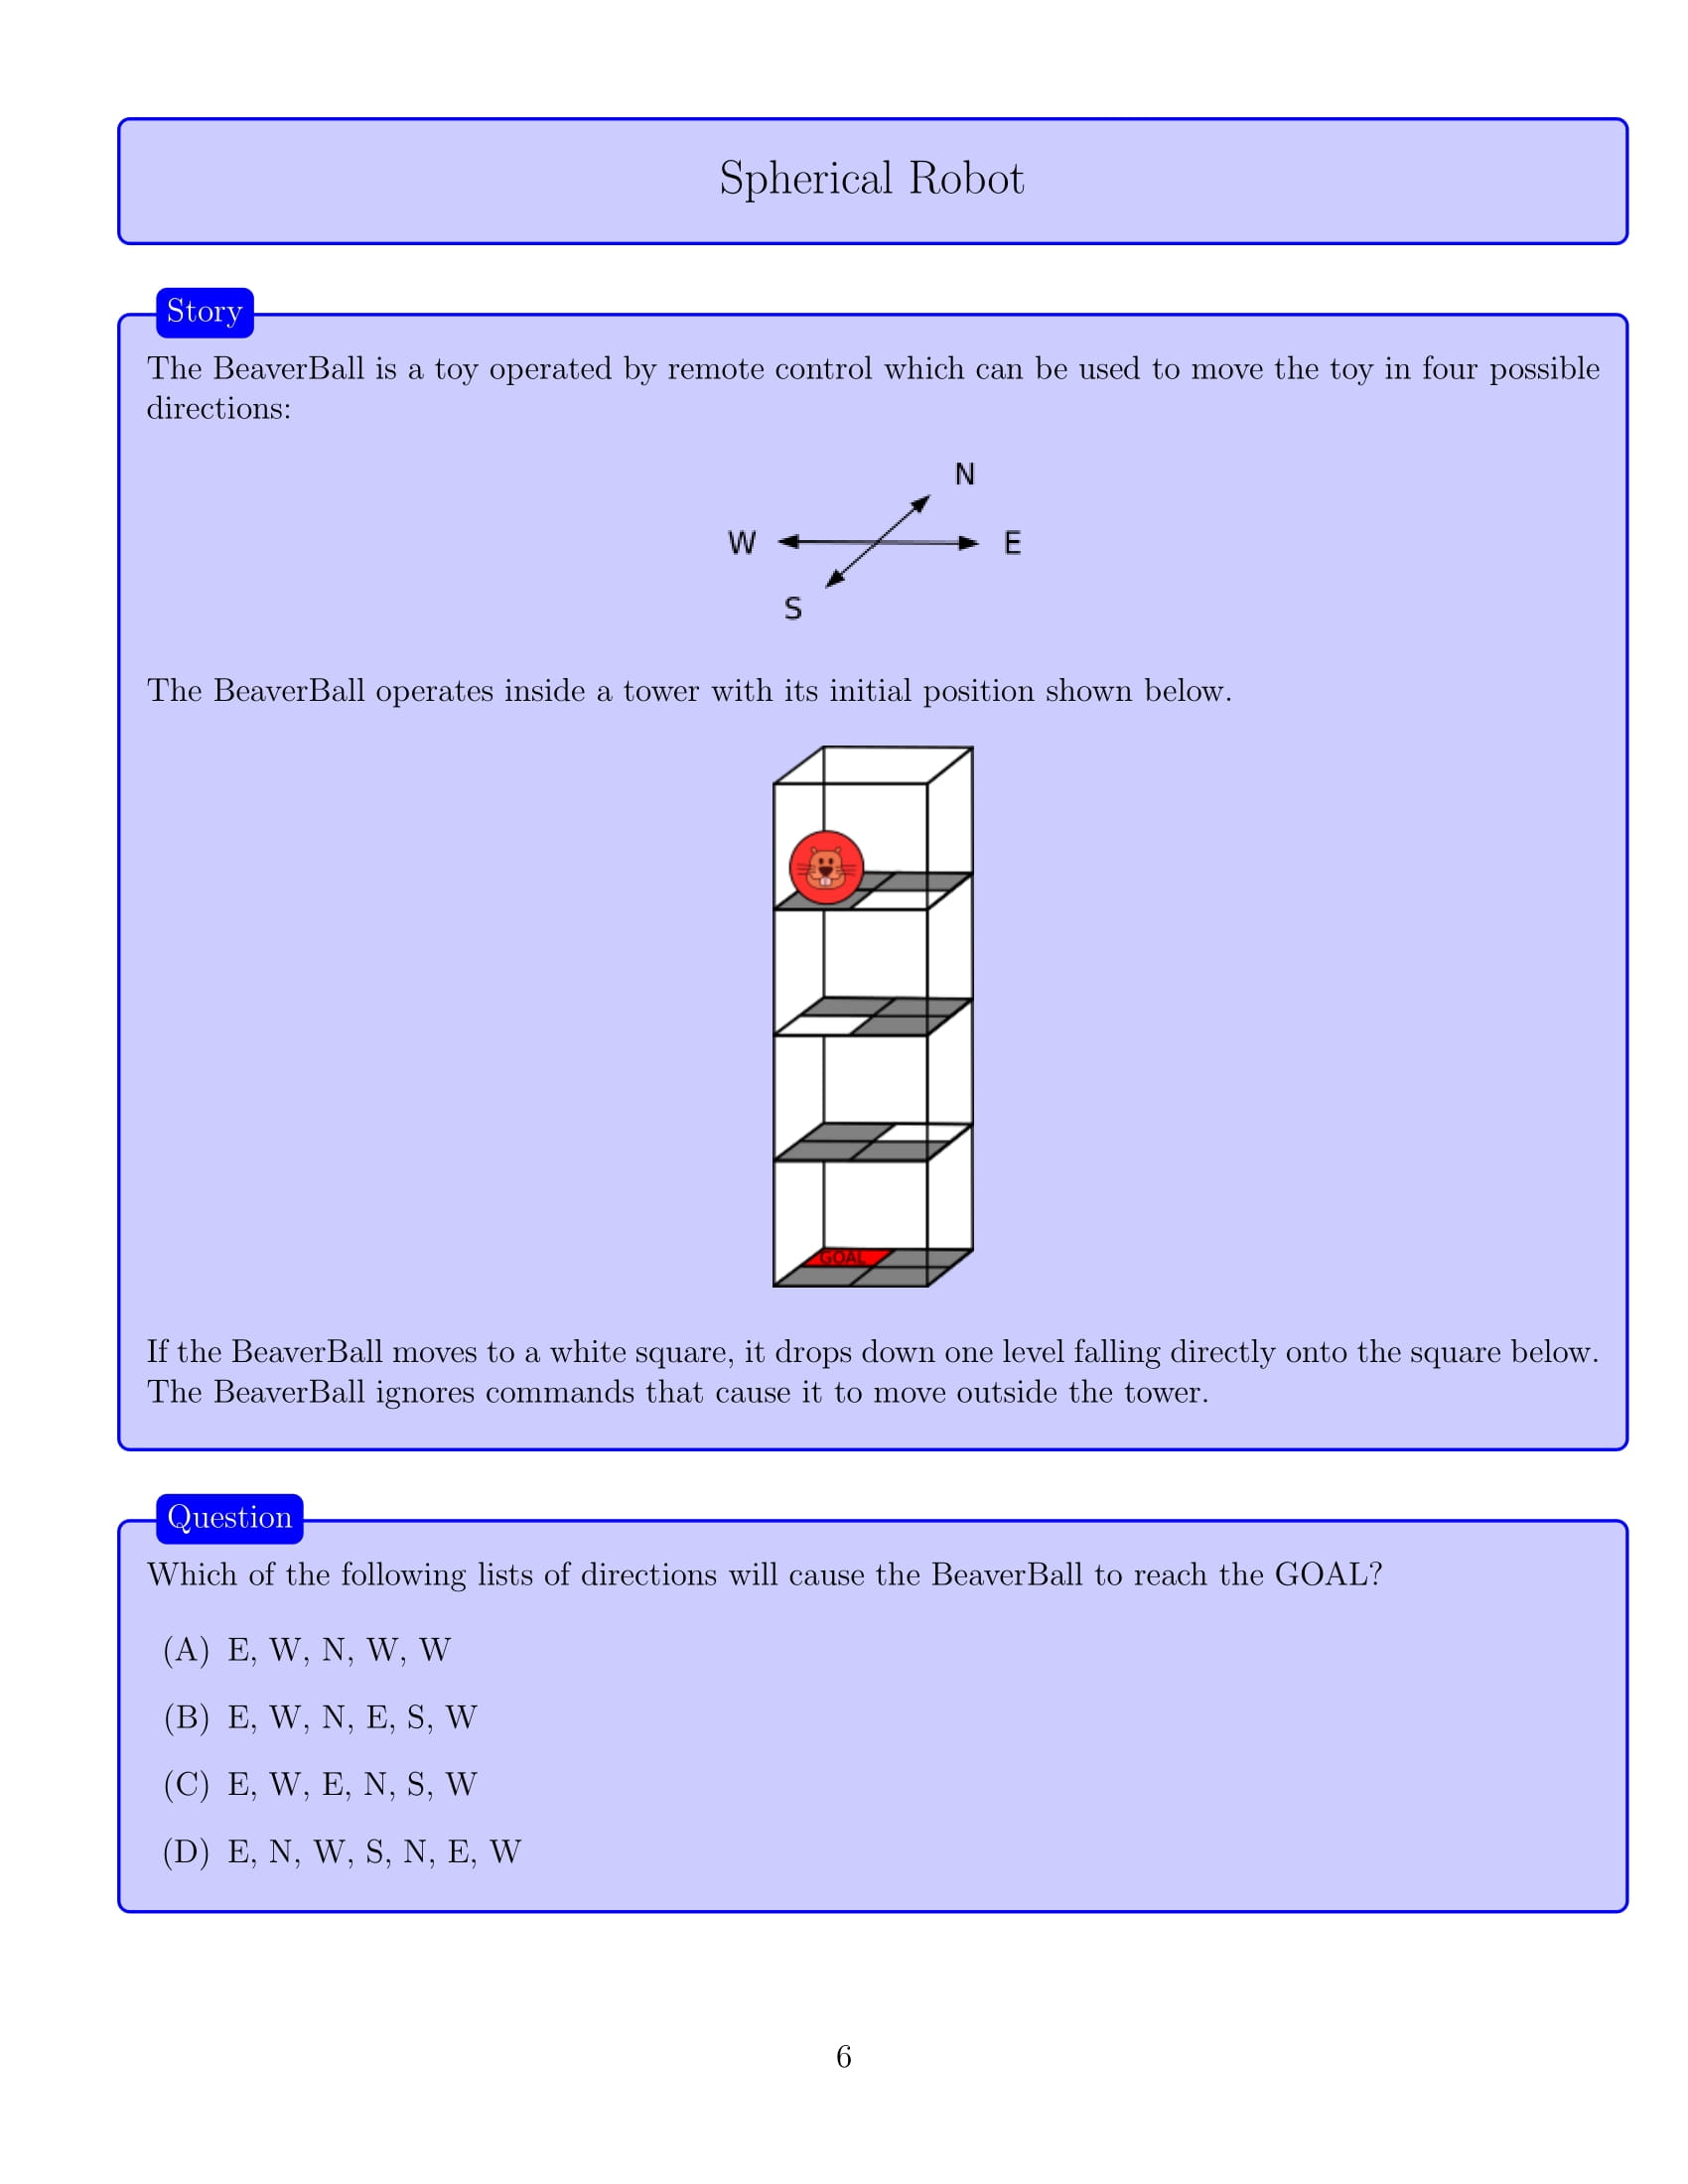 Spherical Robot
Story
The BeaverBall is a toy operated by remote control which can be used to move the toy in four possible
directions:
N
W
E
S
The BeaverBall operates inside a tower with its initial position shown below.
GOAL
If the BeaverBall moves to a white square, it drops down one level falling directly onto the square below.
The BeaverBall ignores commands that cause it to move outside the tower.
Question
Which of the following lists of directions will cause the BeaverBall to reach the GOAL?
(A) E, W, N, W, W
(B) E, W, N, E, S, W
(C) E, W, E, N, S, W
(D) E, N, W, S, N, E, W
6